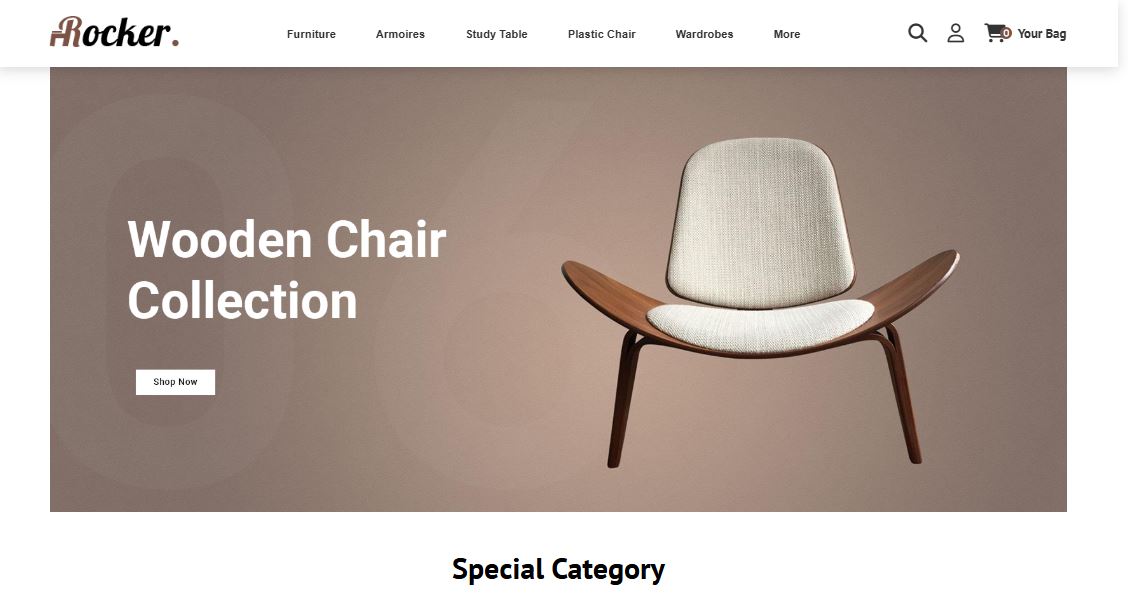 Rocker.
Furniture
Armoires
Study Table
Plastic Chair
Wardrobes
More
0
Your Bag
Wooden Chair
Collection
Shop Now
Special Category